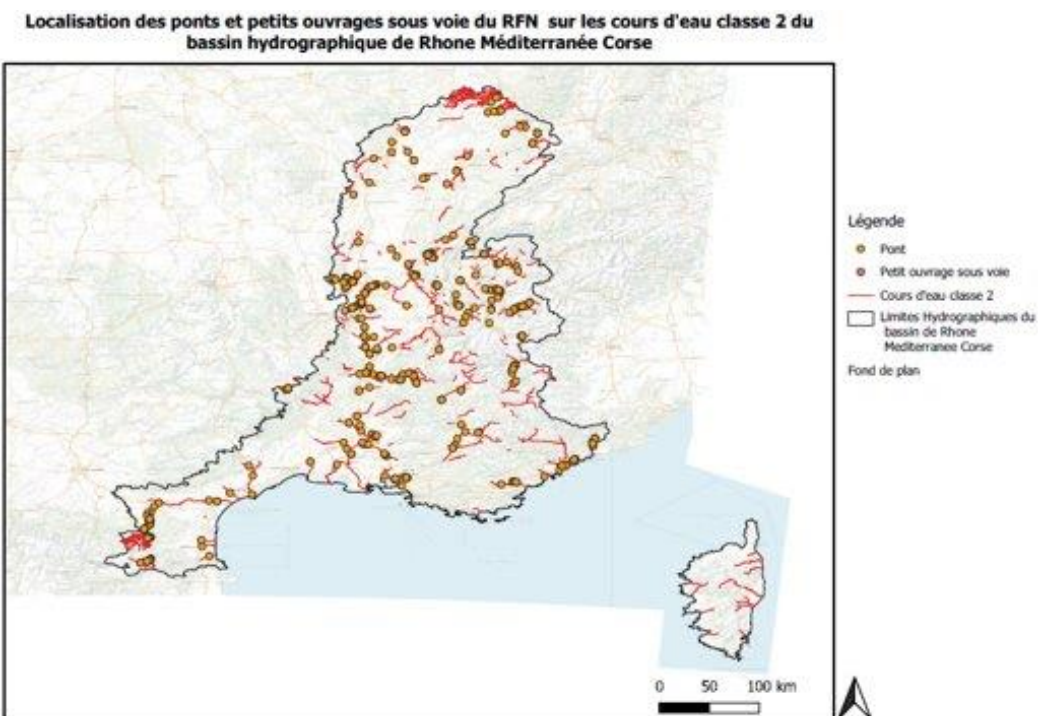 Localisation des ponts et petits ouvrages sous voie du RFN sur les cours d'eau classe 2 du
bassin hydrographique de Rhone Méditerranée Corse
Légende
Pont
Petit ouvrage sous voie
Cours d'eau classe 2
Limites Hydrographiques du
bassin de Rhone
Mediterranee Corse
Fond de plan
0 50 100 km